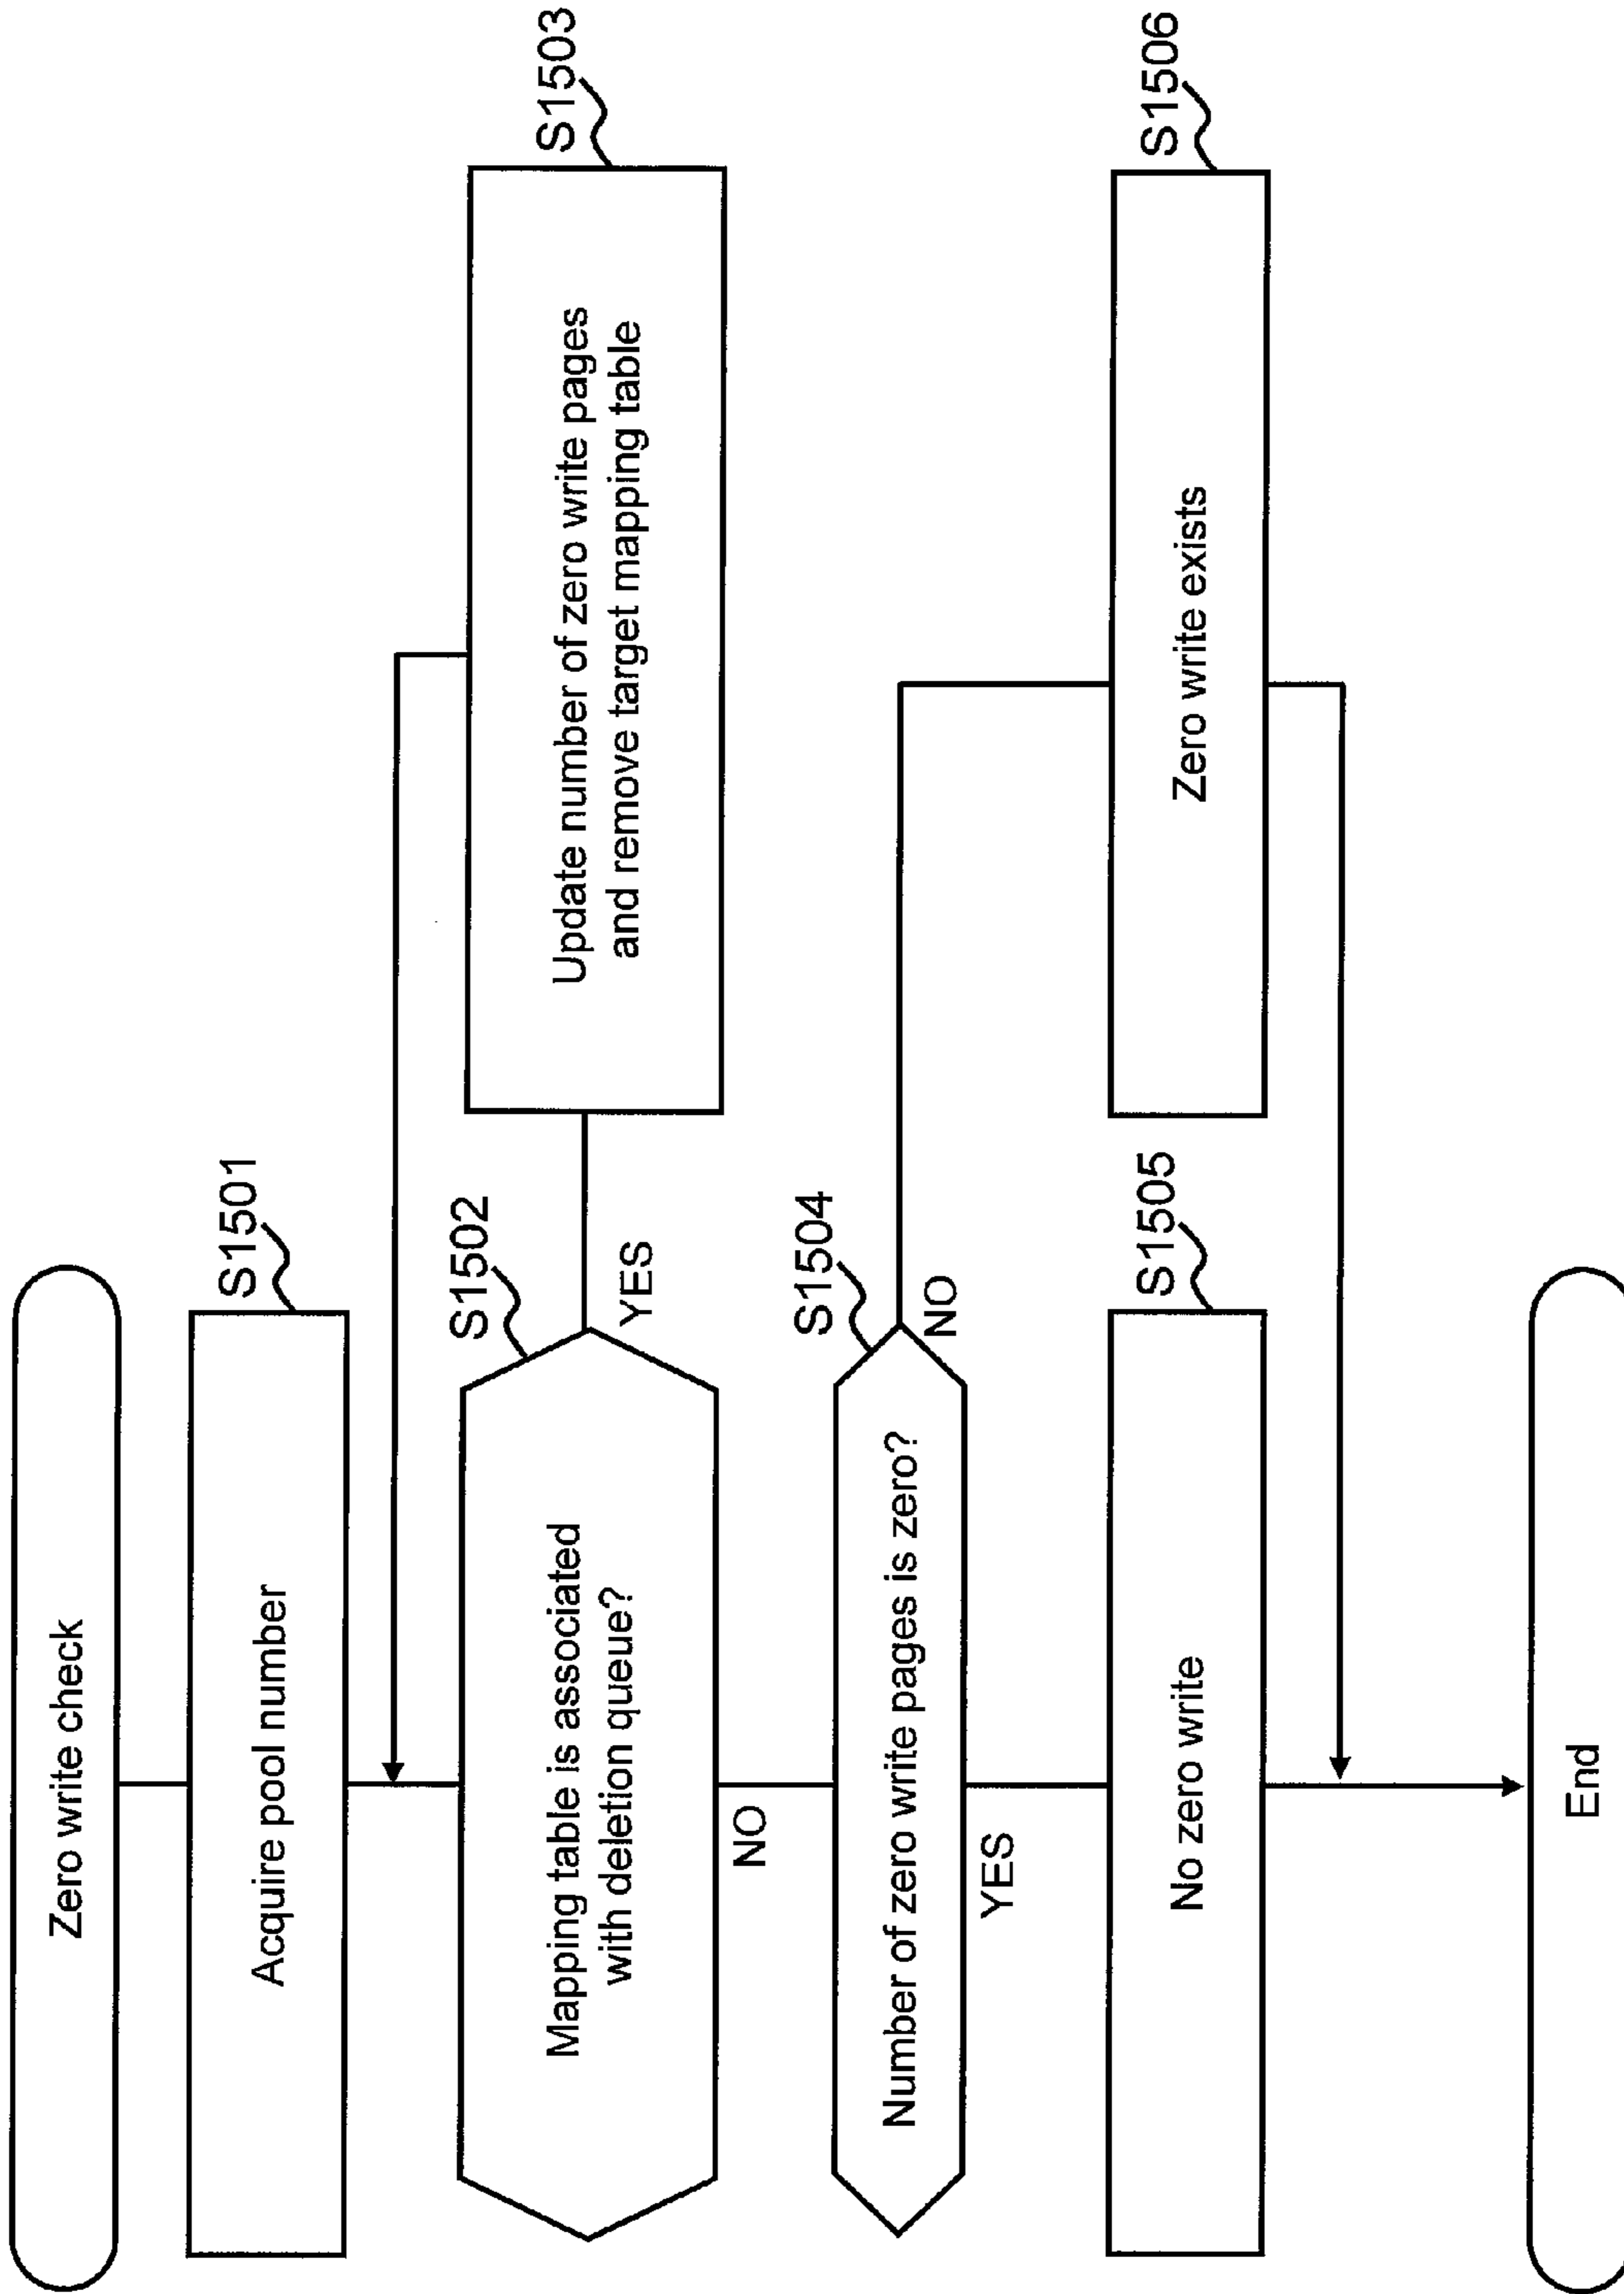 Zero write check
S1501
Acquire pool number
S1502
Mapping table is associated
with deletion queue?
YES
NO
S1503
Update number of zero write pages
and remove target mapping table
S1504
Number of zero write pages is zero?
NO
YES
S1505
No zero write
S1506
Zero write exists
End